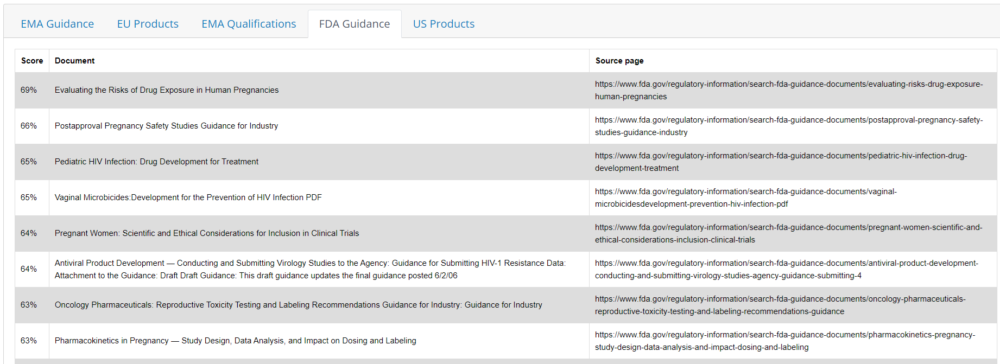 EMA Guidance EU Products EMA Qualifications FDA Guidance US Products
Score Document Source page
69% Evaluating the Risks of Drug Exposure in Human Pregnancies https://www.fda.gov/regulatory-information/search-fda-guidance-documents/evaluating-risks-drug-exposure-
human-pregnancies
66% Postapproval Pregnancy Safety Studies Guidance for Industry https://www.fda.gov/regulatory-information/search-fda-guidance-documents/postapproval-pregnancy-safety-
studies-guidance-industry
65% Pediatric HIV Infection: Drug Development for Treatment https://www.fda.gov/regulatory-information/search-fda-guidance-documents/pediatric-hiv-infection-drug-
development-treatment
65% Vaginal Microbicides:Development for the Prevention of HIV Infection PDF https://www.fda.gov/regulatory-information/search-fda-guidance-documents/vaginal-
microbicidesdevelopment-prevention-hiv-infection-pdf
64% Pregnant Women: Scientific and Ethical Considerations for Inclusion in Clinical Trials https://www.fda.gov/regulatory-information/search-fda-guidance-documents/pregnant-women-scientific-and-
ethical-considerations-inclusion-clinical-trials
64% Antiviral Product Development — Conducting and Submitting Virology Studies to the Agency: Guidance for Submitting HIV-1 Resistance Data:
Attachment to the Guidance: Draft Draft Guidance: This draft guidance updates the final guidance posted 6/2/06
https://www.fda.gov/regulatory-information/search-fda-guidance-documents/antiviral-product-development-
conducting-and-submitting-virology-studies-agency-guidance-submitting-4
63% Oncology Pharmaceuticals: Reproductive Toxicity Testing and Labeling Recommendations Guidance for Industry: Guidance for Industry https://www.fda.gov/regulatory-information/search-fda-guidance-documents/oncology-pharmaceuticals-
reproductive-toxicity-testing-and-labeling-recommendations-guidance
63% Pharmacokinetics in Pregnancy — Study Design, Data Analysis, and Impact on Dosing and Labeling https://www.fda.gov/regulatory-information/search-fda-guidance-documents/pharmacokinetics-pregnancy-
study-design-data-analysis-and-impact-dosing-and-labeling